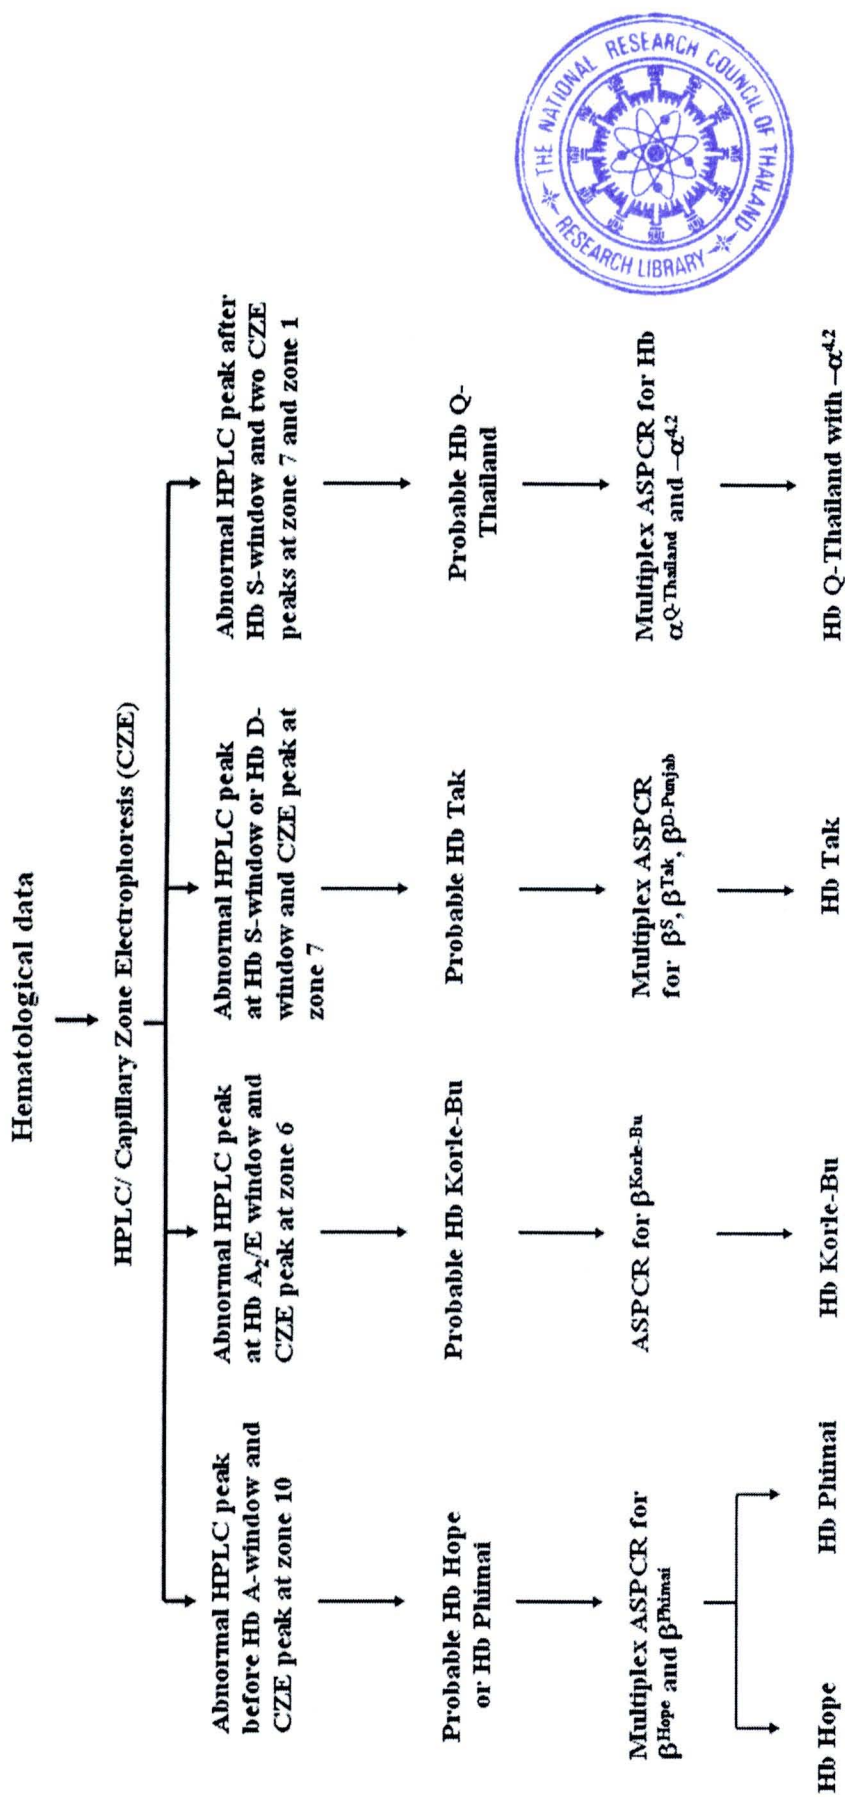 Hematological data
HPLC/ Capillary Zone Electrophoresis (CZE)
Abnormal HPLC peak
before Hb A-window and
CZE peak at zone 10
Probable Hb Hope
or Hb Phimai
Multiplex ASPCR for
βHope and βPhimai
Hb Hope
Hb Phimai
Abnormal HPLC peak
at Hb A2/E window and
CZE peak at zone 6
Probable Hb Korle-Bu
ASPCR for βKorle-Bu
Hb Korle-Bu
Abnormal HPLC peak
at Hb S-window or Hb D-
window and CZE peak at
zone 7
Probable Hb Tak
Multiplex ASPCR
for βS, βTak, βD-Punjab
Hb Tak
Abnormal HPLC peak after
Hb S-window and two CZE
peaks at zone 7 and zone 1
Probable Hb Q-
Thailand
Multiplex ASPCR for Hb
αQ-Thailand and –α4.2
Hb Q-Thailand with –α4.2
THE NATIONAL RESEARCH COUNCIL OF THAILAND
RESEARCH LIBRARY